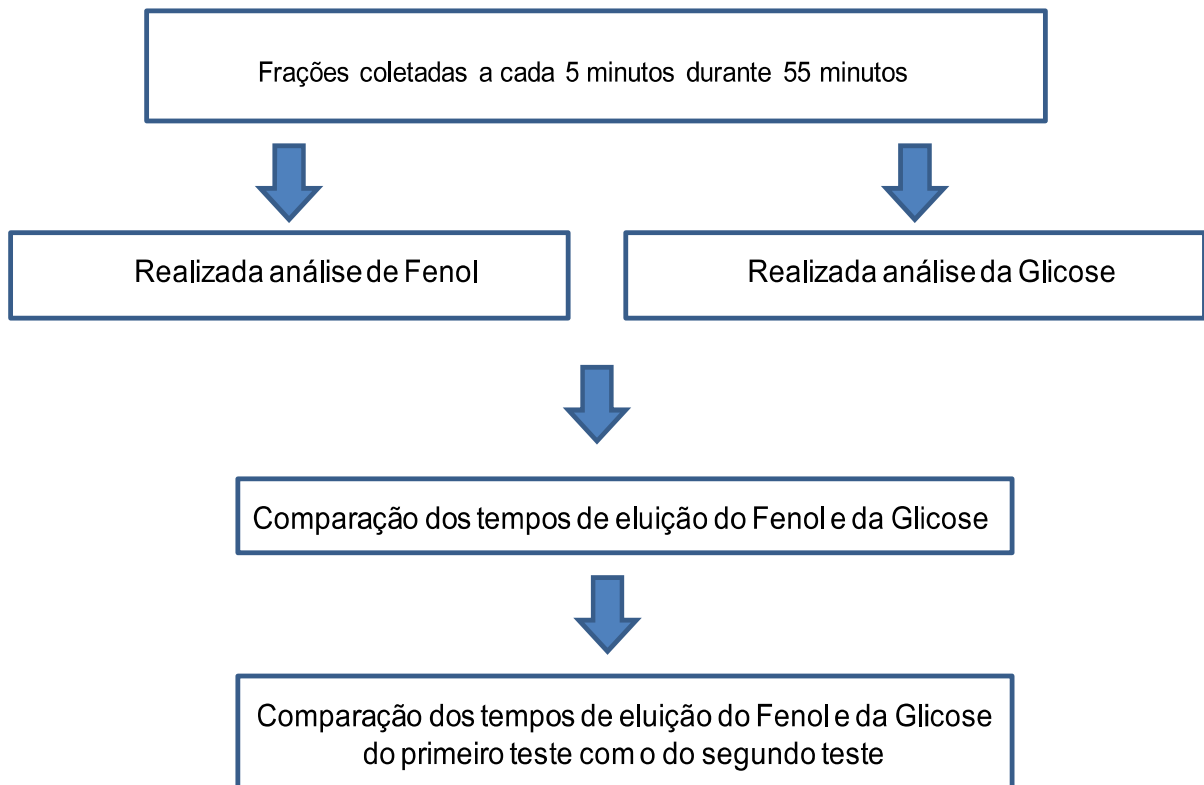 Frações coletadas a cada 5 minutos durante 55 minutos
Realizada análise de Fenol
Realizada análise da Glicose
Comparação dos tempos de eluição do Fenol e da Glicose
Comparação dos tempos de eluição do Fenol e da Glicose
do primeiro teste com o do segundo teste